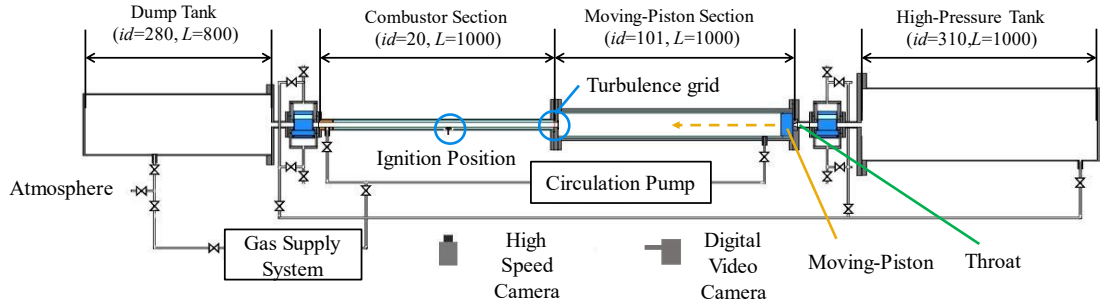 Dump Tank
(id=280, L=800)
Combustor Section
(id=20, L=1000)
Moving-Piston Section
(id=101, L=1000)
High-Pressure Tank
(id=310,L=1000)
Turbulence grid
Ignition Position
Atmosphere
Circulation Pump
Gas Supply
System
High
Speed
Camera
Digital
Video
Camera
Moving-Piston
Throat